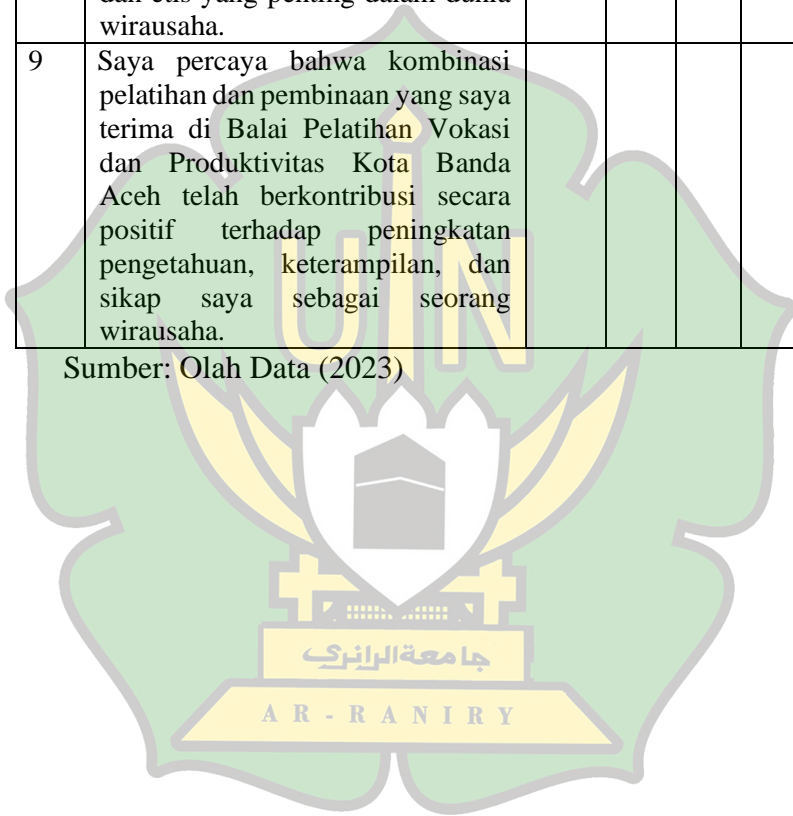 wirausaha.
9 Saya percaya bahwa kombinasi
pelatihan dan pembinaan yang saya
terima di Balai Pelatihan Vokasi
dan Produktivitas Kota Banda
Aceh telah berkontribusi secara
positif terhadap peningkatan
pengetahuan, keterampilan, dan
sikap saya sebagai seorang
wirausaha.
Sumber: Olah Data (2023)
UIN
جامعة الرانري
AR-RANIRY